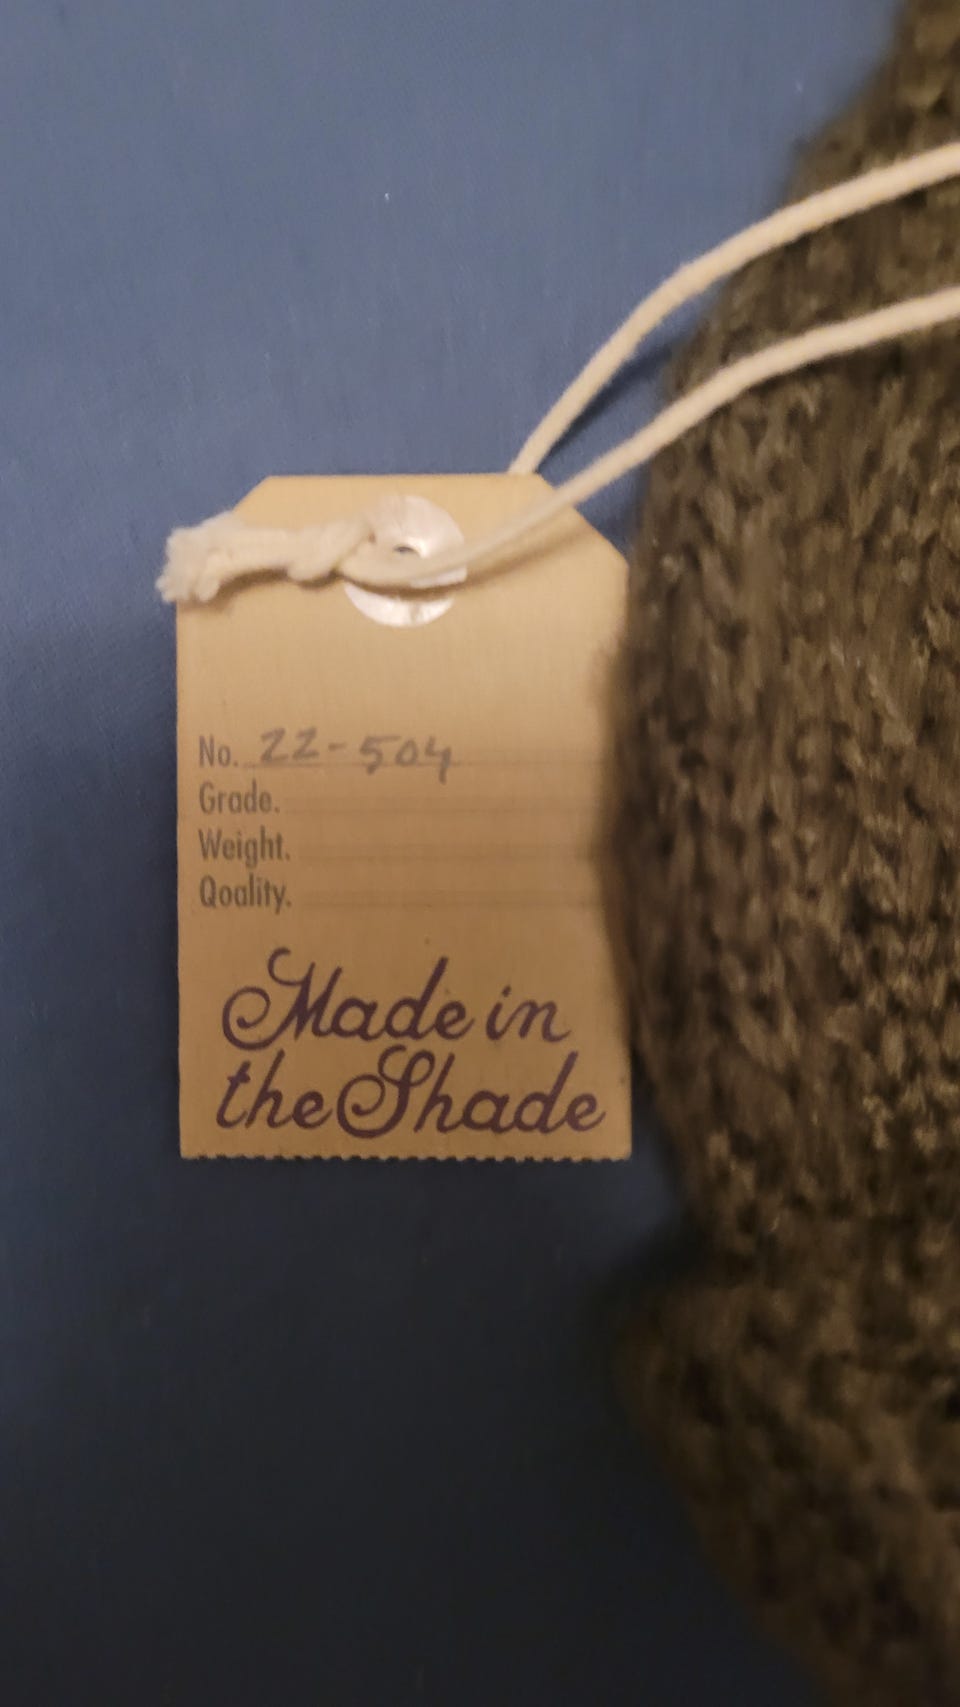 No. 22-504
Grade.
Weight.
Qoality.
Made in
the Shade